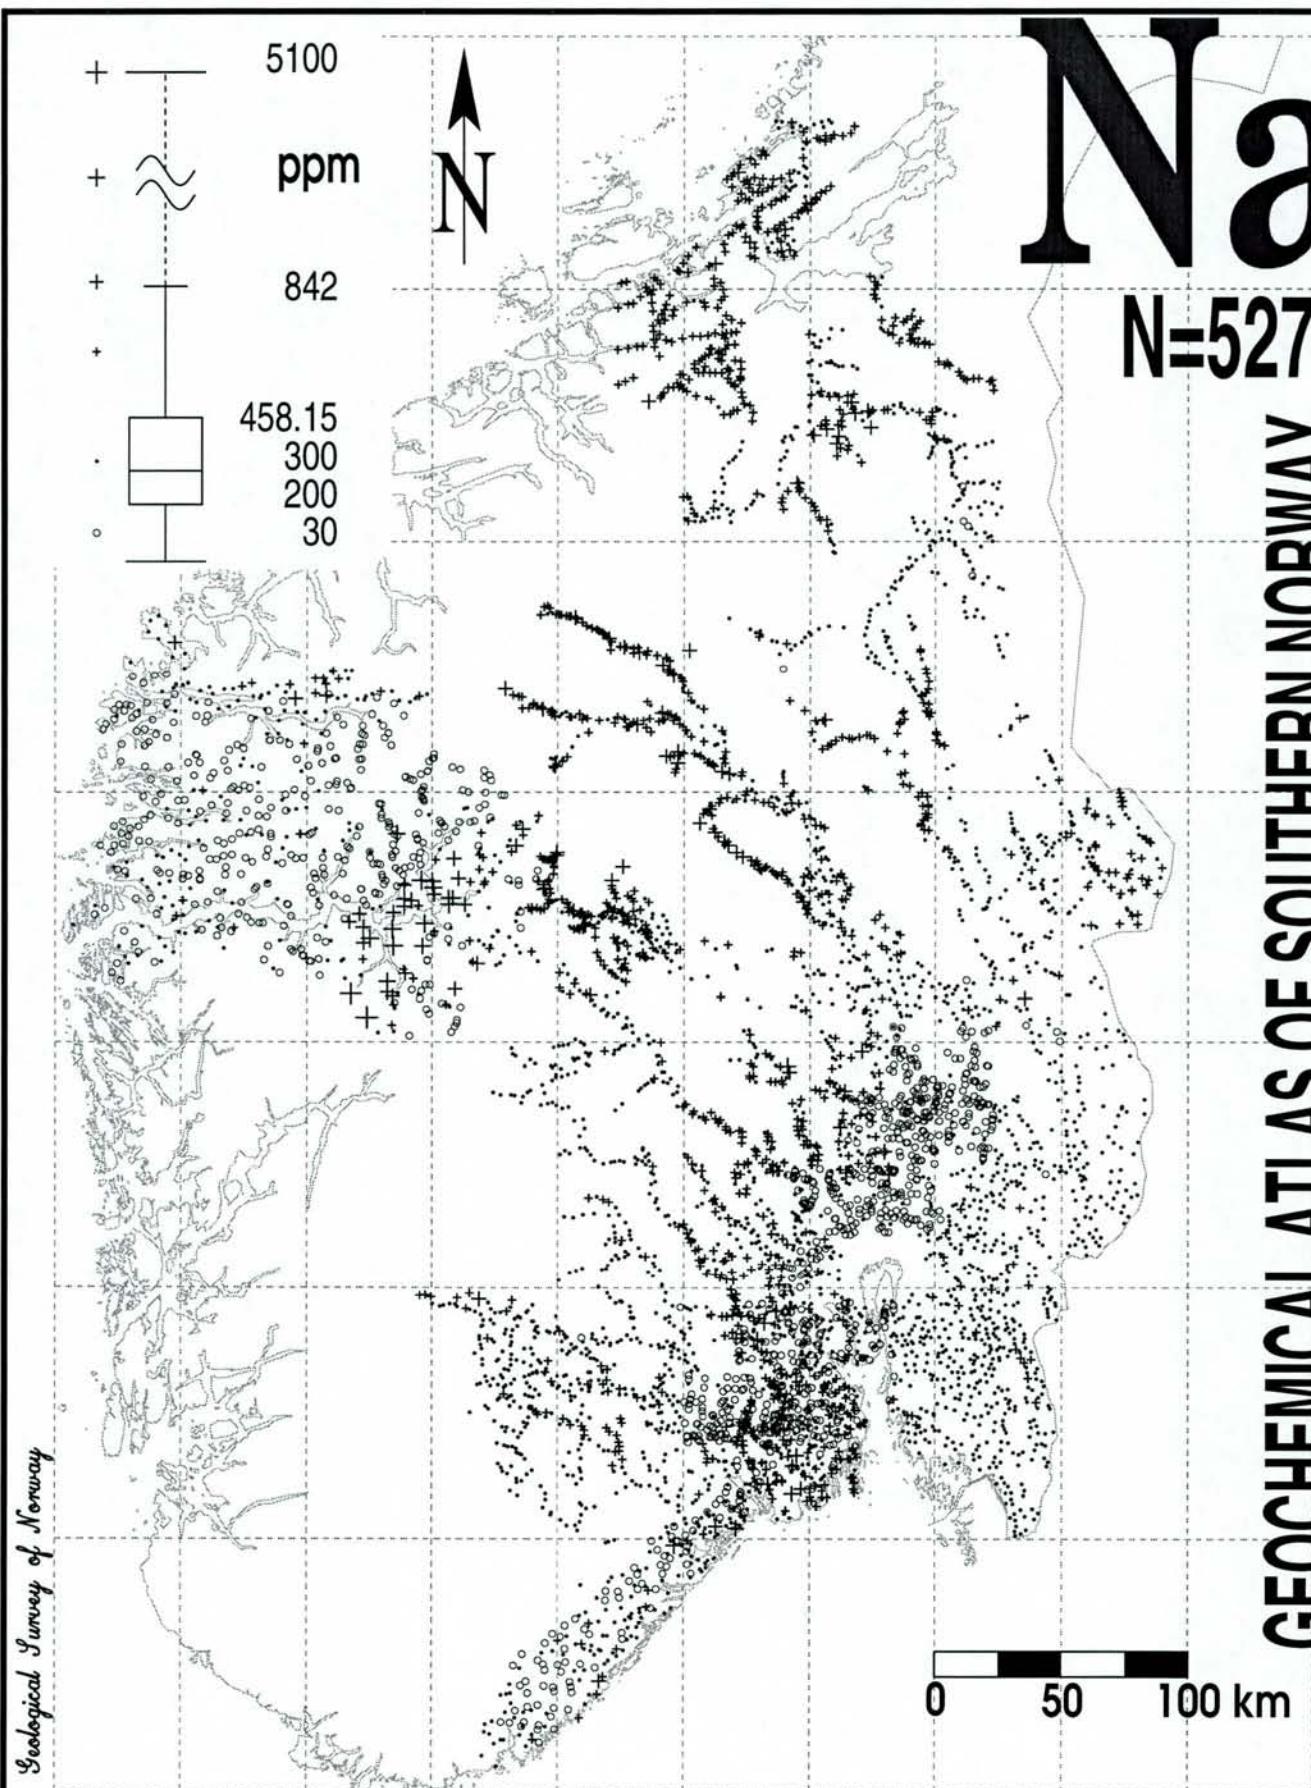 5100
ppm
842
458.15
300
200
30
N
Na
N=527
GEOCHEMICAL ATLAS OF SOUTHERN NORWAY
Geological Survey of Norway
0 50 100 km